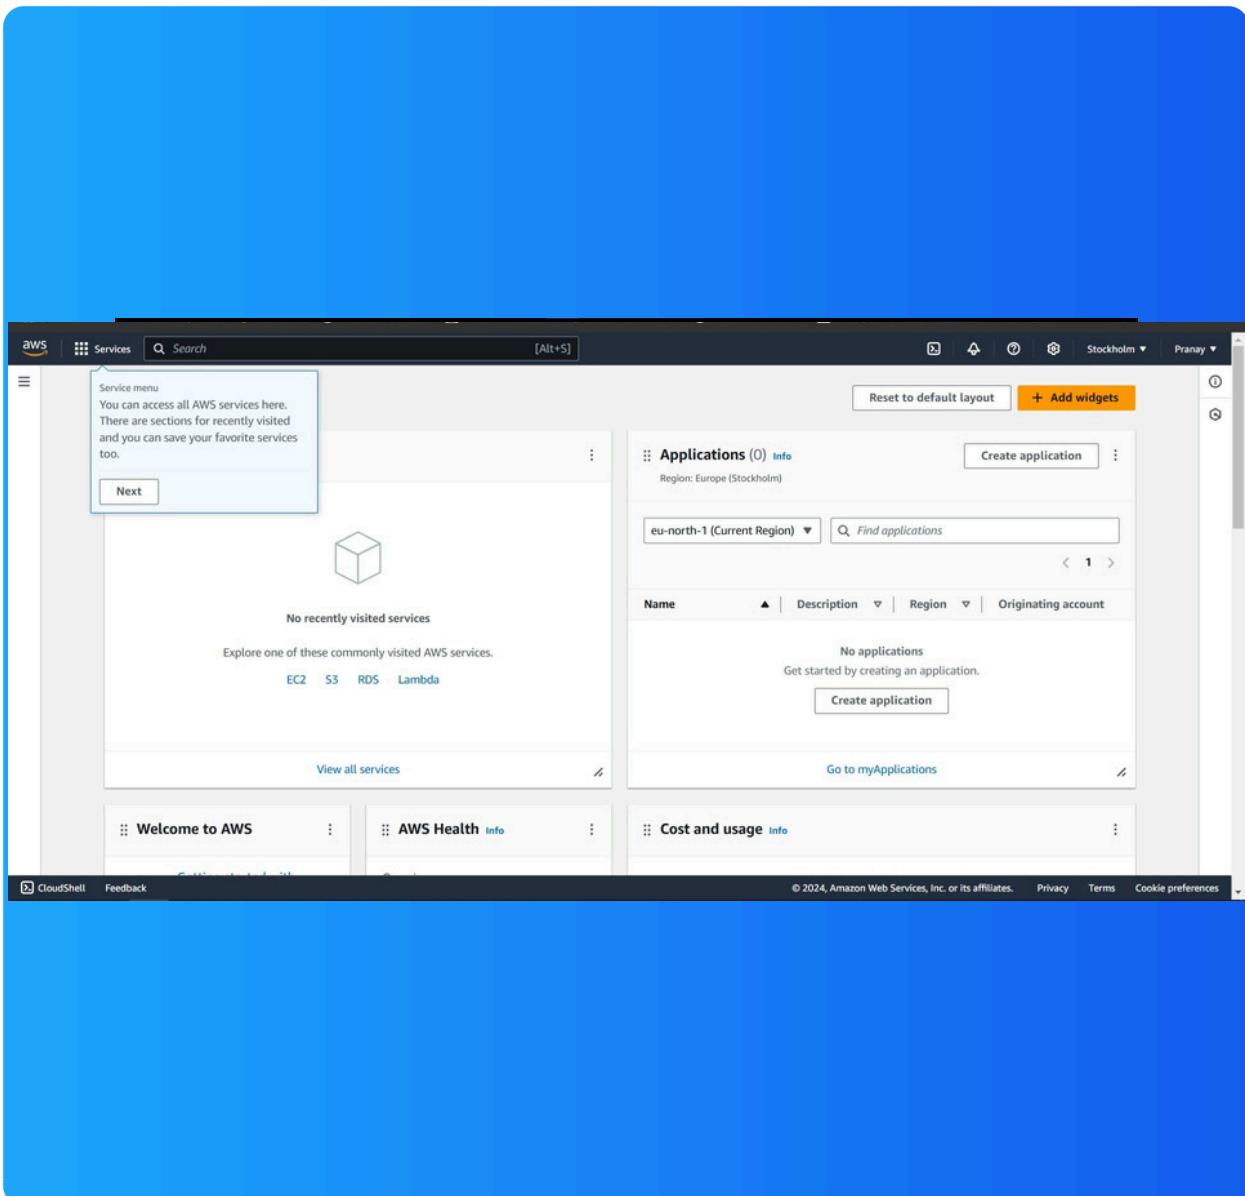 aws
Services
Search
[Alt+S]
Stockholm
Pranay
Service menu
You can access all AWS services here.
There are sections for recently visited
and you can save your favorite services
too.
Next
Reset to default layout
+ Add widgets
No recently visited services
Explore one of these commonly visited AWS services.
EC2 S3 RDS Lambda
View all services
Applications (0) Info
Region: Europe (Stockholm)
Create application
eu-north-1 (Current Region)
Find applications
1
Name
Description
Region
Originating account
No applications
Get started by creating an application.
Create application
Go to myApplications
Welcome to AWS
AWS Health Info
Cost and usage Info
CloudShell
Feedback
© 2024, Amazon Web Services, Inc. or its affiliates.
Privacy
Terms
Cookie preferences